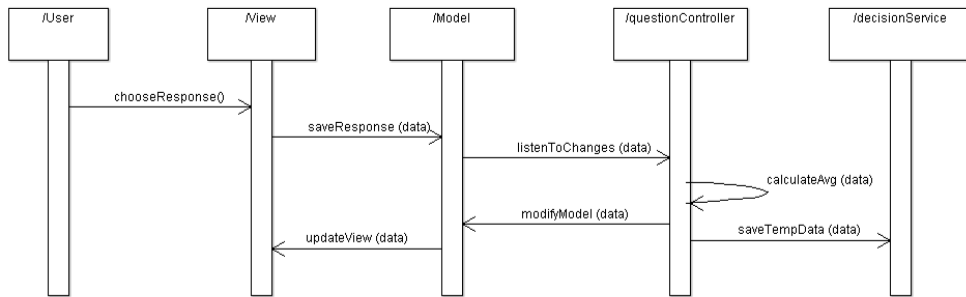 /User
/View
/Model
/questionController
/decisionService
chooseResponse()
saveResponse (data)
listenToChanges (data)
calculateAvg (data)
modifyModel (data)
saveTempData (data)
updateView (data)